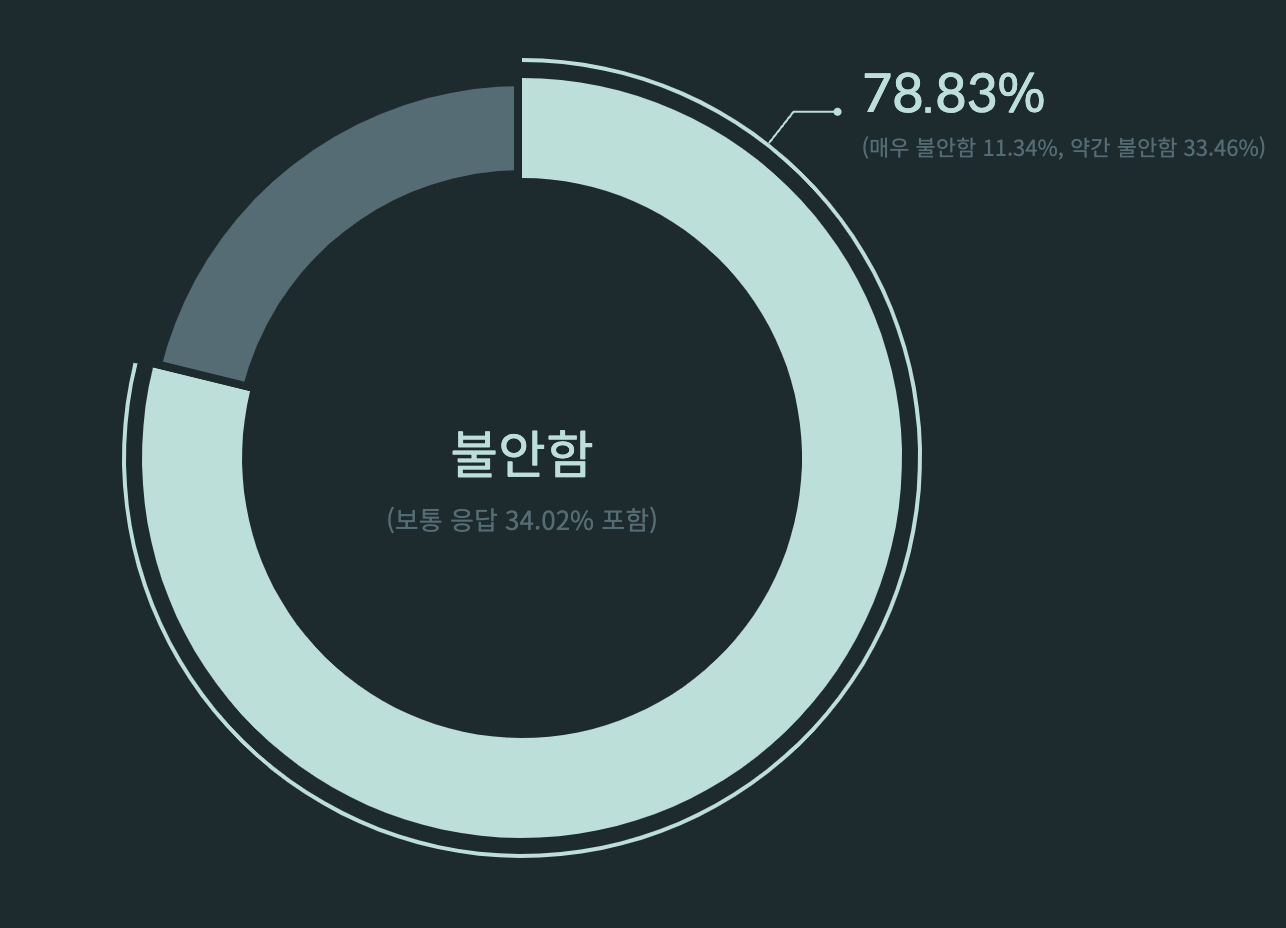 78.83%
(매우 불안함 11.34%, 약간 불안함 33.46%)
불안함
(보통 응답 34.02% 포함)